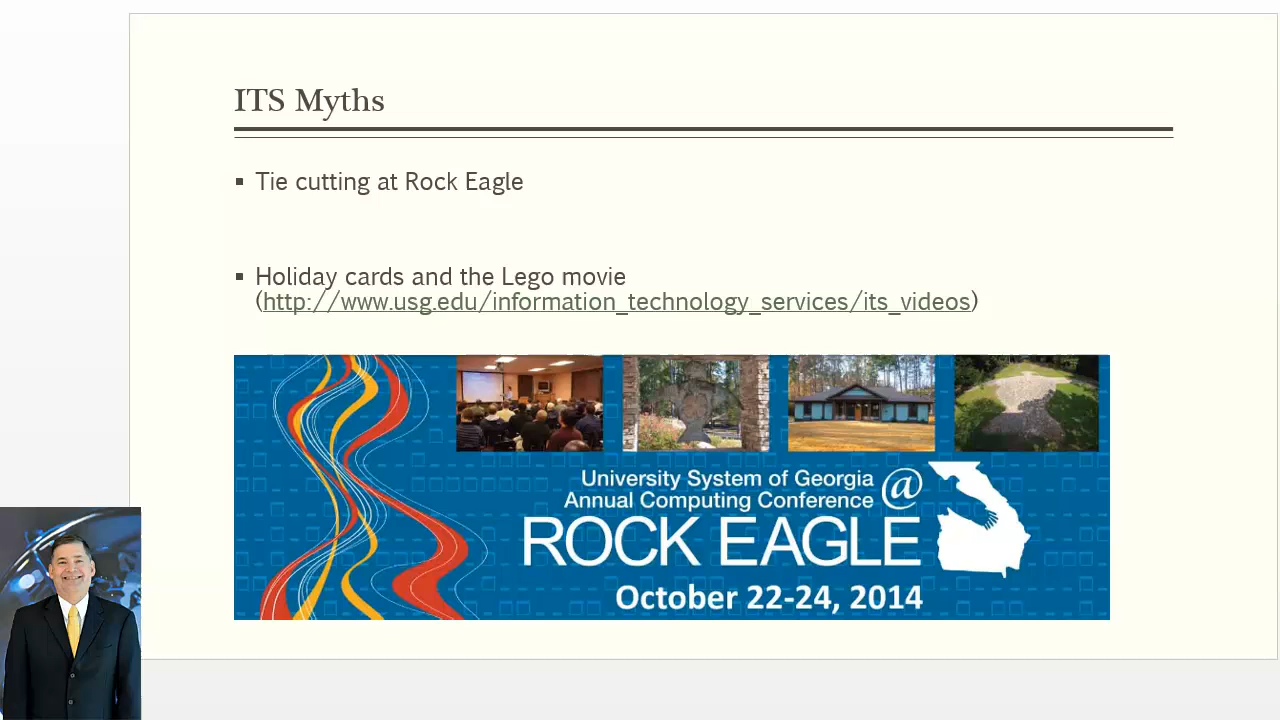 ITS Myths
Tie cutting at Rock Eagle
Holiday cards and the Lego movie
(http://www.usg.edu/information_technology_services/its_videos)
University System of Georgia
Annual Computing Conference @
ROCK EAGLE
October 22-24, 2014